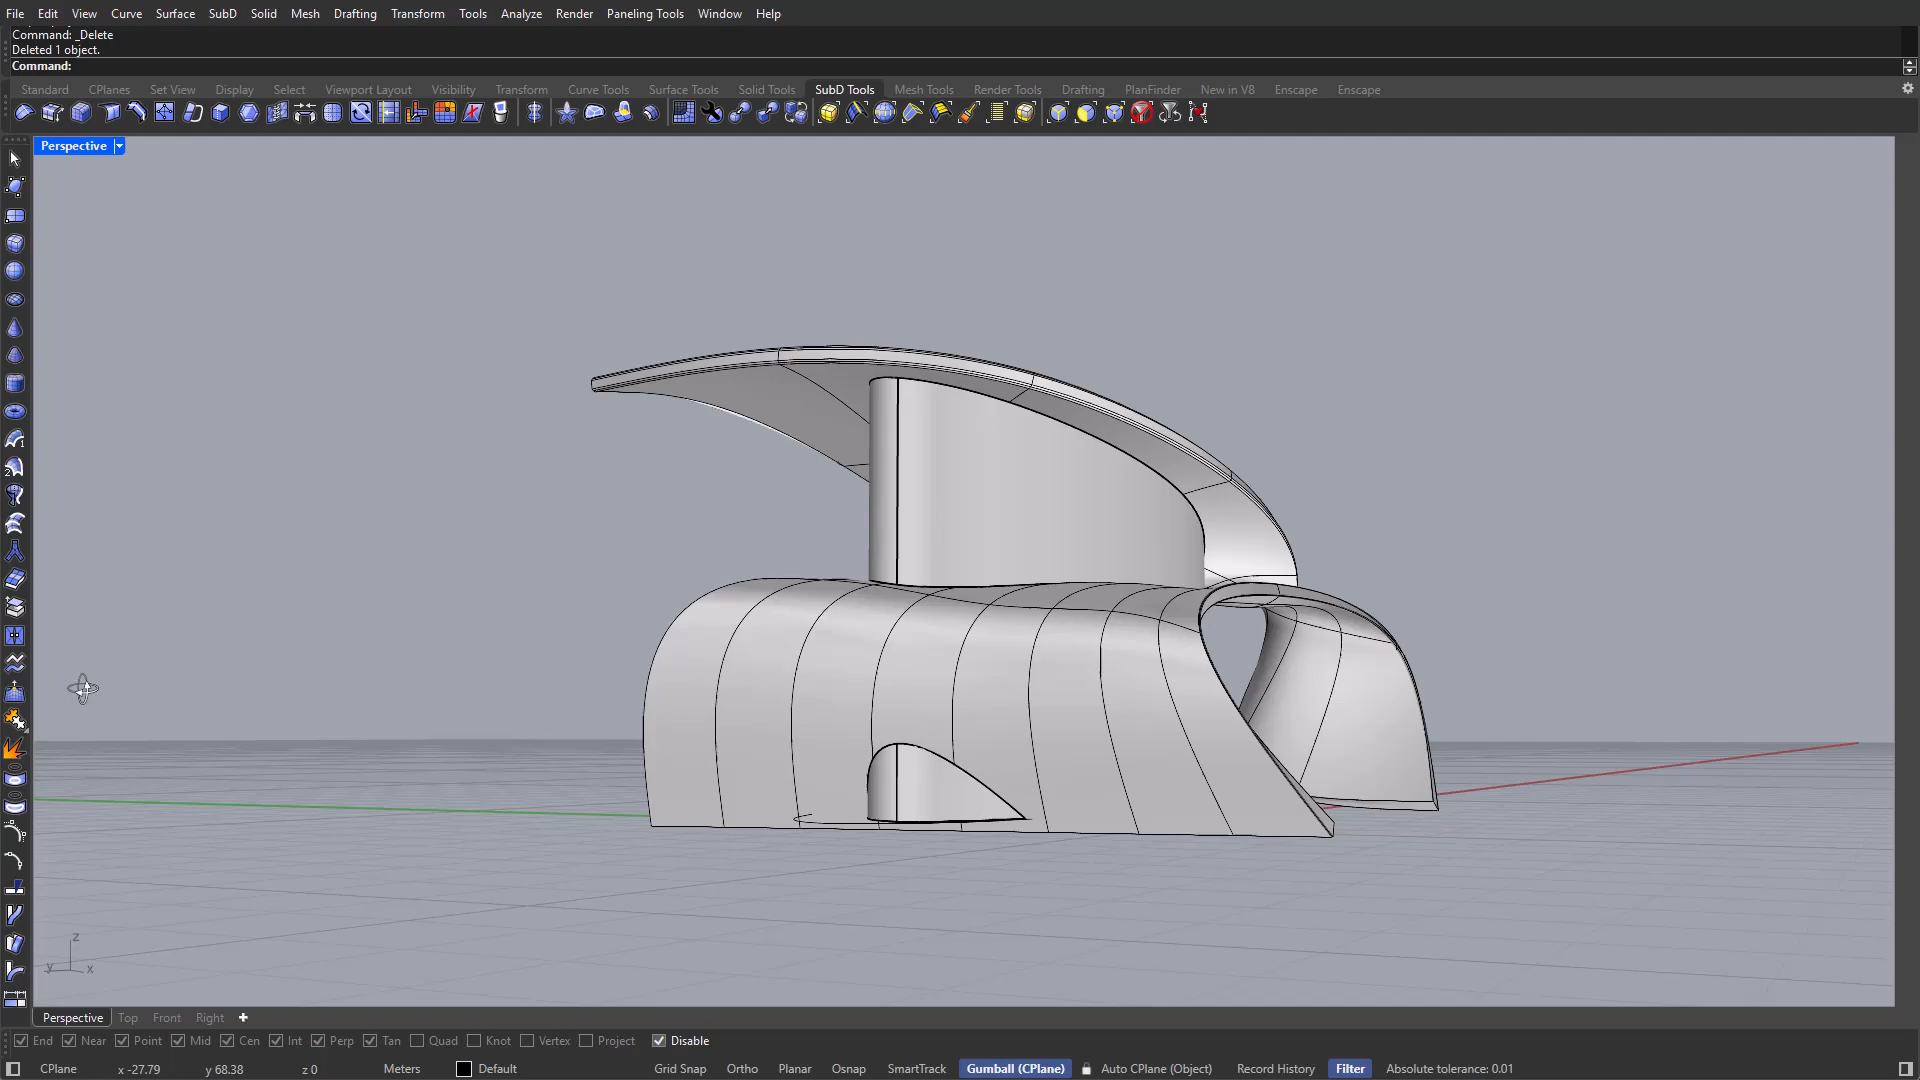 File Edit View Curve Surface SubD Solid Mesh Drafting Transform Tools Analyze Render Paneling Tools Window Help
Command: _Delete
Deleted 1 object.
Command:
Standard CPlanes Set View Display Select Viewport Layout Visibility Transform Curve Tools Surface Tools Solid Tools SubD Tools Mesh Tools Render Tools Drafting PlanFinder New in V8 Enscape Enscape
Perspective
z
y x
Perspective Top Front Right
End Near Point Mid Cen Int Perp Tan Quad Knot Vertex Project Disable
CPlane x -27.79 y 68.38 z 0 Meters Default Grid Snap Ortho Planar Osnap SmartTrack Gumball (CPlane) Auto CPlane (Object) Record History Filter Absolute tolerance: 0.01